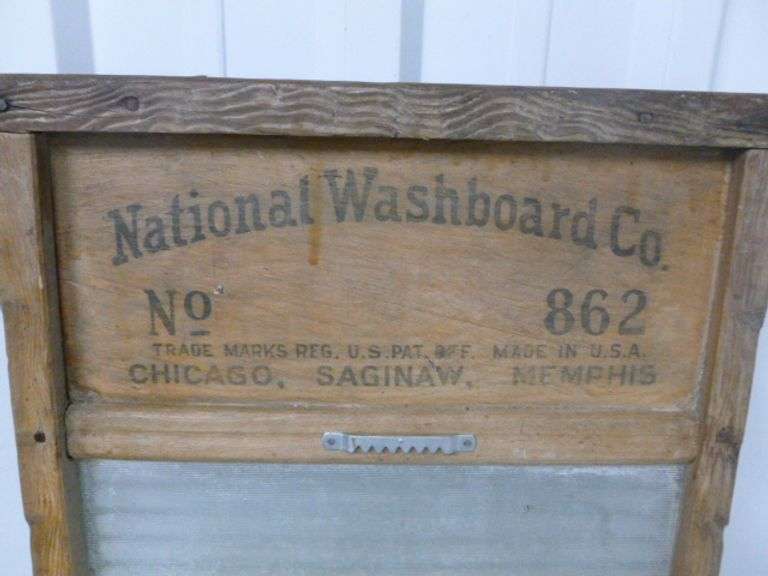 National Washboard Co.
No 862
TRADE MARKS REG. U.S. PAT. OFF. MADE IN U.S.A.
CHICAGO, SAGINAW, MEMPHIS